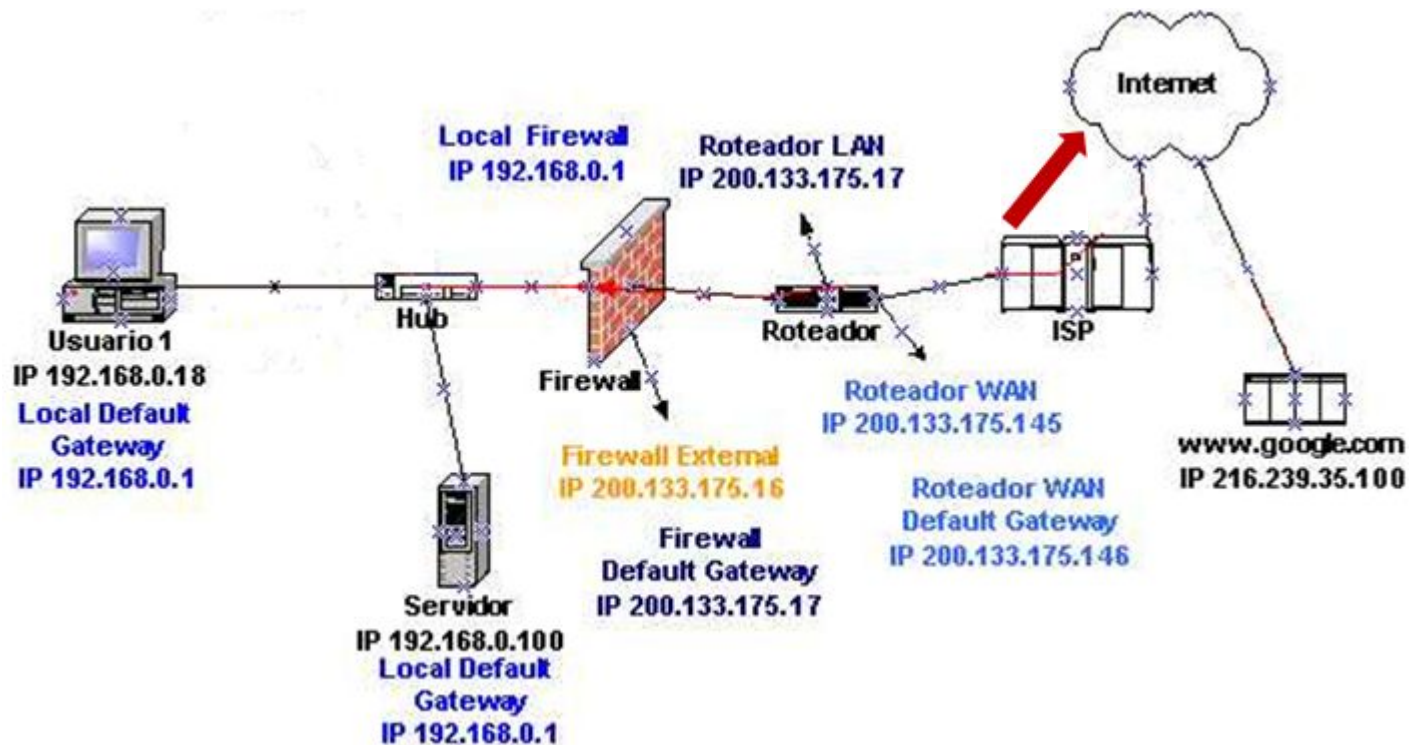 Internet
Local Firewall
IP 192.168.0.1
Roteador LAN
IP 200.133.175.17
Usuario 1
IP 192.168.0.18
Local Default
Gateway
IP 192.168.0.1
Hub
Firewall
Roteador
ISP
Firewall External
IP 200.133.175.16
Firewall
Default Gateway
IP 200.133.175.17
Roteador WAN
IP 200.133.175.145
Roteador WAN
Default Gateway
IP 200.133.175.146
www.google.com
IP 216.239.35.100
Servidor
IP 192.168.0.100
Local Default
Gateway
IP 192.168.0.1